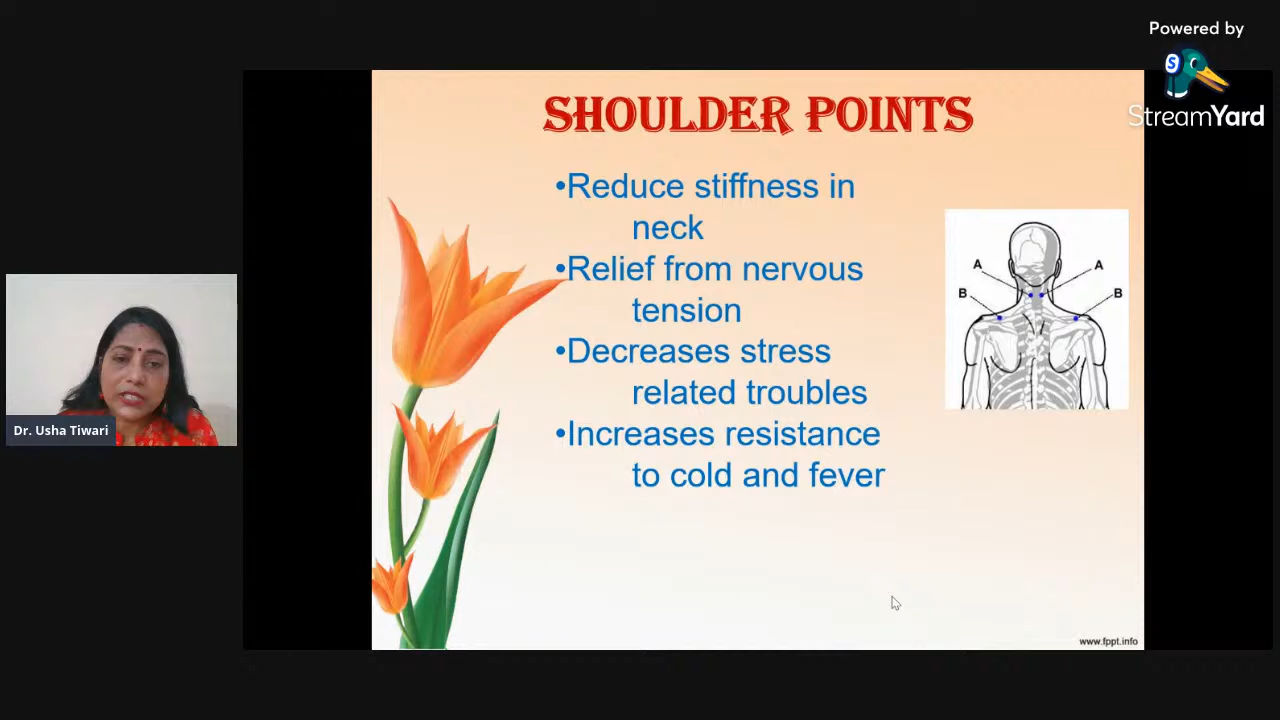 Powered by
StreamYard
SHOULDER POINTS
•Reduce stiffness in
neck
•Relief from nervous
tension
•Decreases stress
related troubles
•Increases resistance
to cold and fever
A
A
B
B
Dr. Usha Tiwari
www.fppt.info